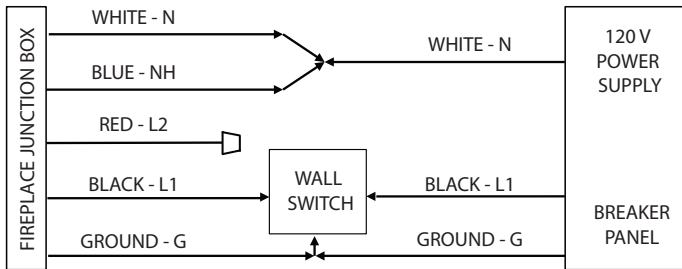 FIREPLACE JUNCTION BOX
WHITE - N
BLUE - NH
RED - L2
BLACK - L1
GROUND - G
WALL
SWITCH
WHITE - N
BLACK - L1
GROUND - G
120 V
POWER
SUPPLY
BREAKER
PANEL